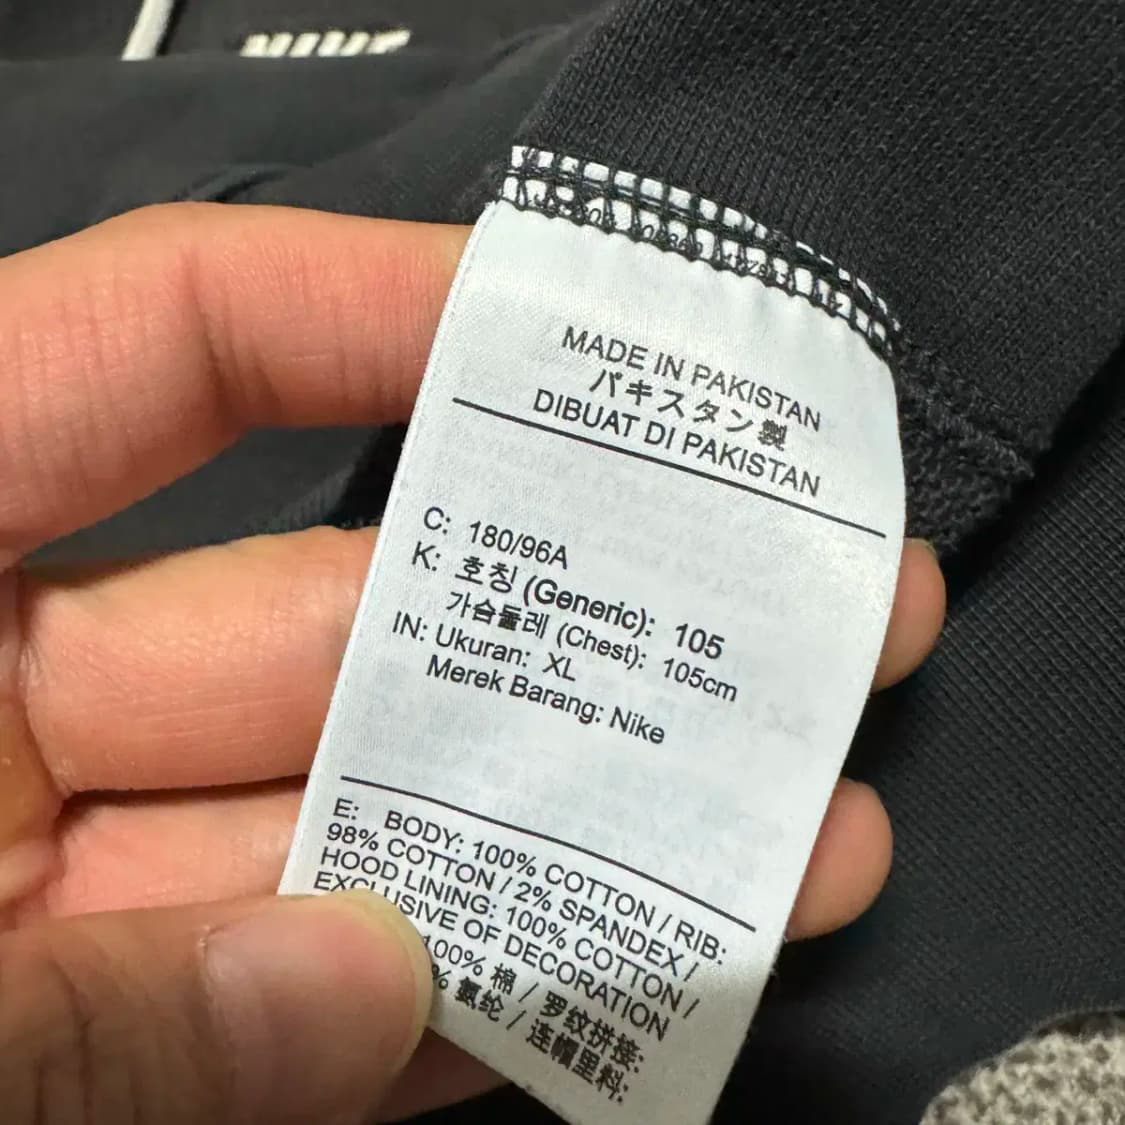 MADE IN PAKISTAN
パキスタン製
DIBUAT DI PAKISTAN
C: 180/96A
K: 호칭 (Generic): 105
가슴둘레 (Chest): 105cm
IN: Ukuran: XL
Merek Barang: Nike
E: BODY: 100% COTTON / RIB:
98% COTTON / 2% SPANDEX /
HOOD LINING: 100% COTTON /
EXCLUSIVE OF DECORATION
100% 棉 / 罗纹拼接:
% 氨纶 / 连帽里料: